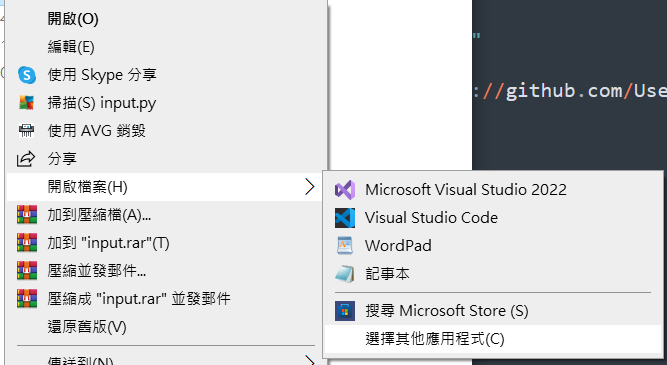 開啟(O)
編輯(E)
使用 Skype 分享
掃描(S) input.py
使用 AVG 銷毀
分享
開啟檔案(H)
加到壓縮檔(A)...
加到 "input.rar"(T)
壓縮並發郵件...
壓縮成 "input.rar" 並發郵件
還原舊版(V)
傳送到(N)
"
://github.com/Use
Microsoft Visual Studio 2022
Visual Studio Code
WordPad
記事本
搜尋 Microsoft Store (S)
選擇其他應用程式(C)